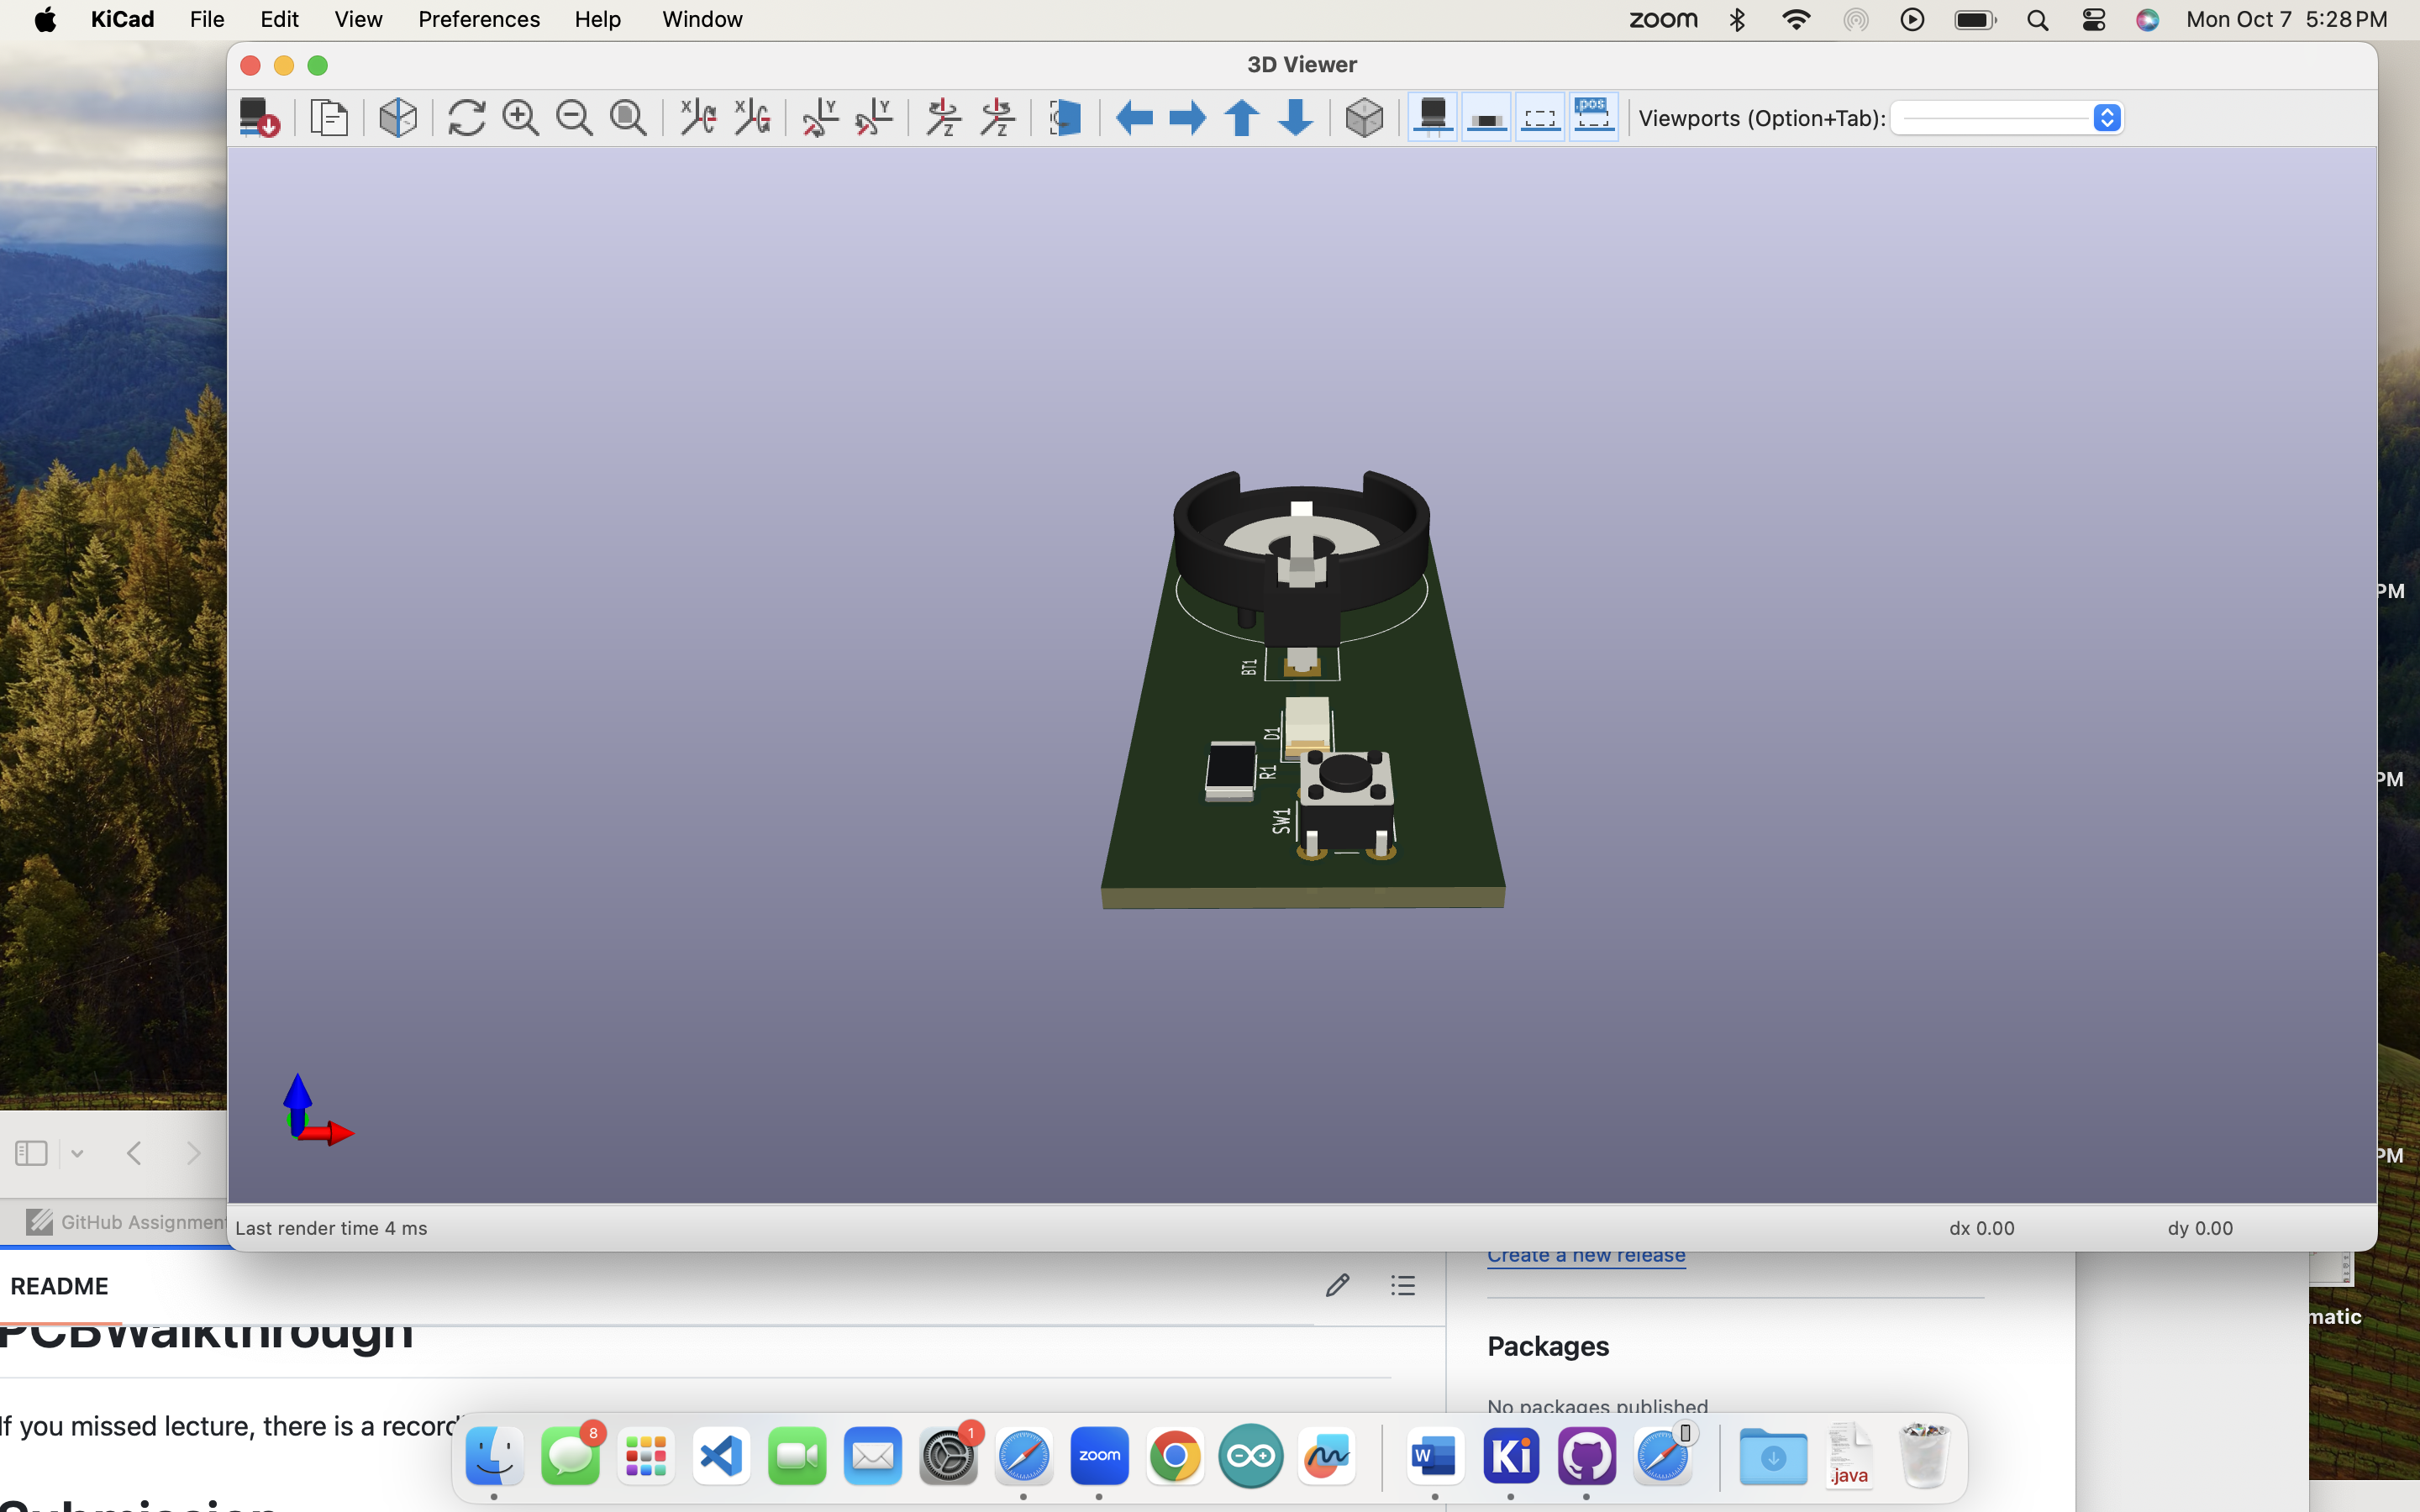 KiCad File Edit View Preferences Help Window zoom Mon Oct 7 5:28 PM
3D Viewer
X X Y Y Z Z .pos Viewports (Option+Tab):
BT1
D1
R1
SW1
PM
PM
PM
Last render time 4 ms dx 0.00 dy 0.00
GitHub Assignment
Create a new release
README
PCBWalkthrough
matic
Packages
No packages published
If you missed lecture, there is a record
8
1
zoom
W
Ki
.java
Submission